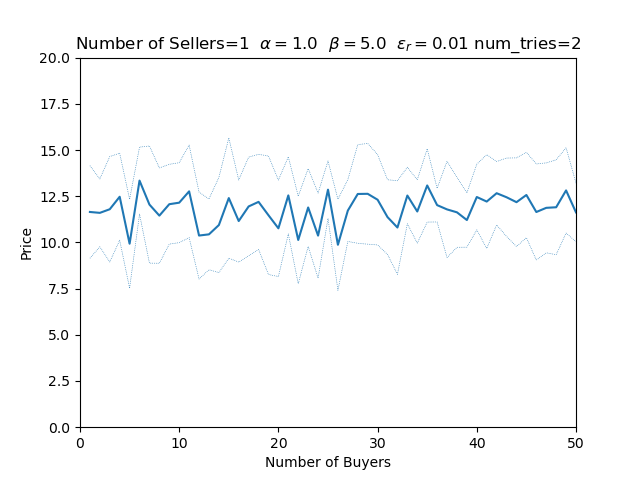 Number of Sellers=1 α = 1.0 β = 5.0 εr = 0.01 num_tries=2
20.0
17.5
15.0
12.5
10.0
7.5
5.0
2.5
0.0
Price
0 10 20 30 40 50
Number of Buyers